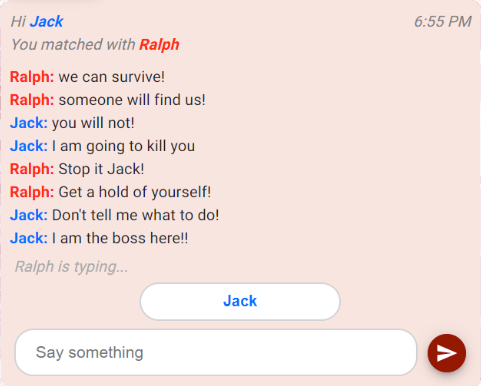 Hi Jack 6:55 PM
You matched with Ralph
Ralph: we can survive!
Ralph: someone will find us!
Jack: you will not!
Jack: I am going to kill you
Ralph: Stop it Jack!
Ralph: Get a hold of yourself!
Jack: Don't tell me what to do!
Jack: I am the boss here!!
Ralph is typing...
Jack
Say something